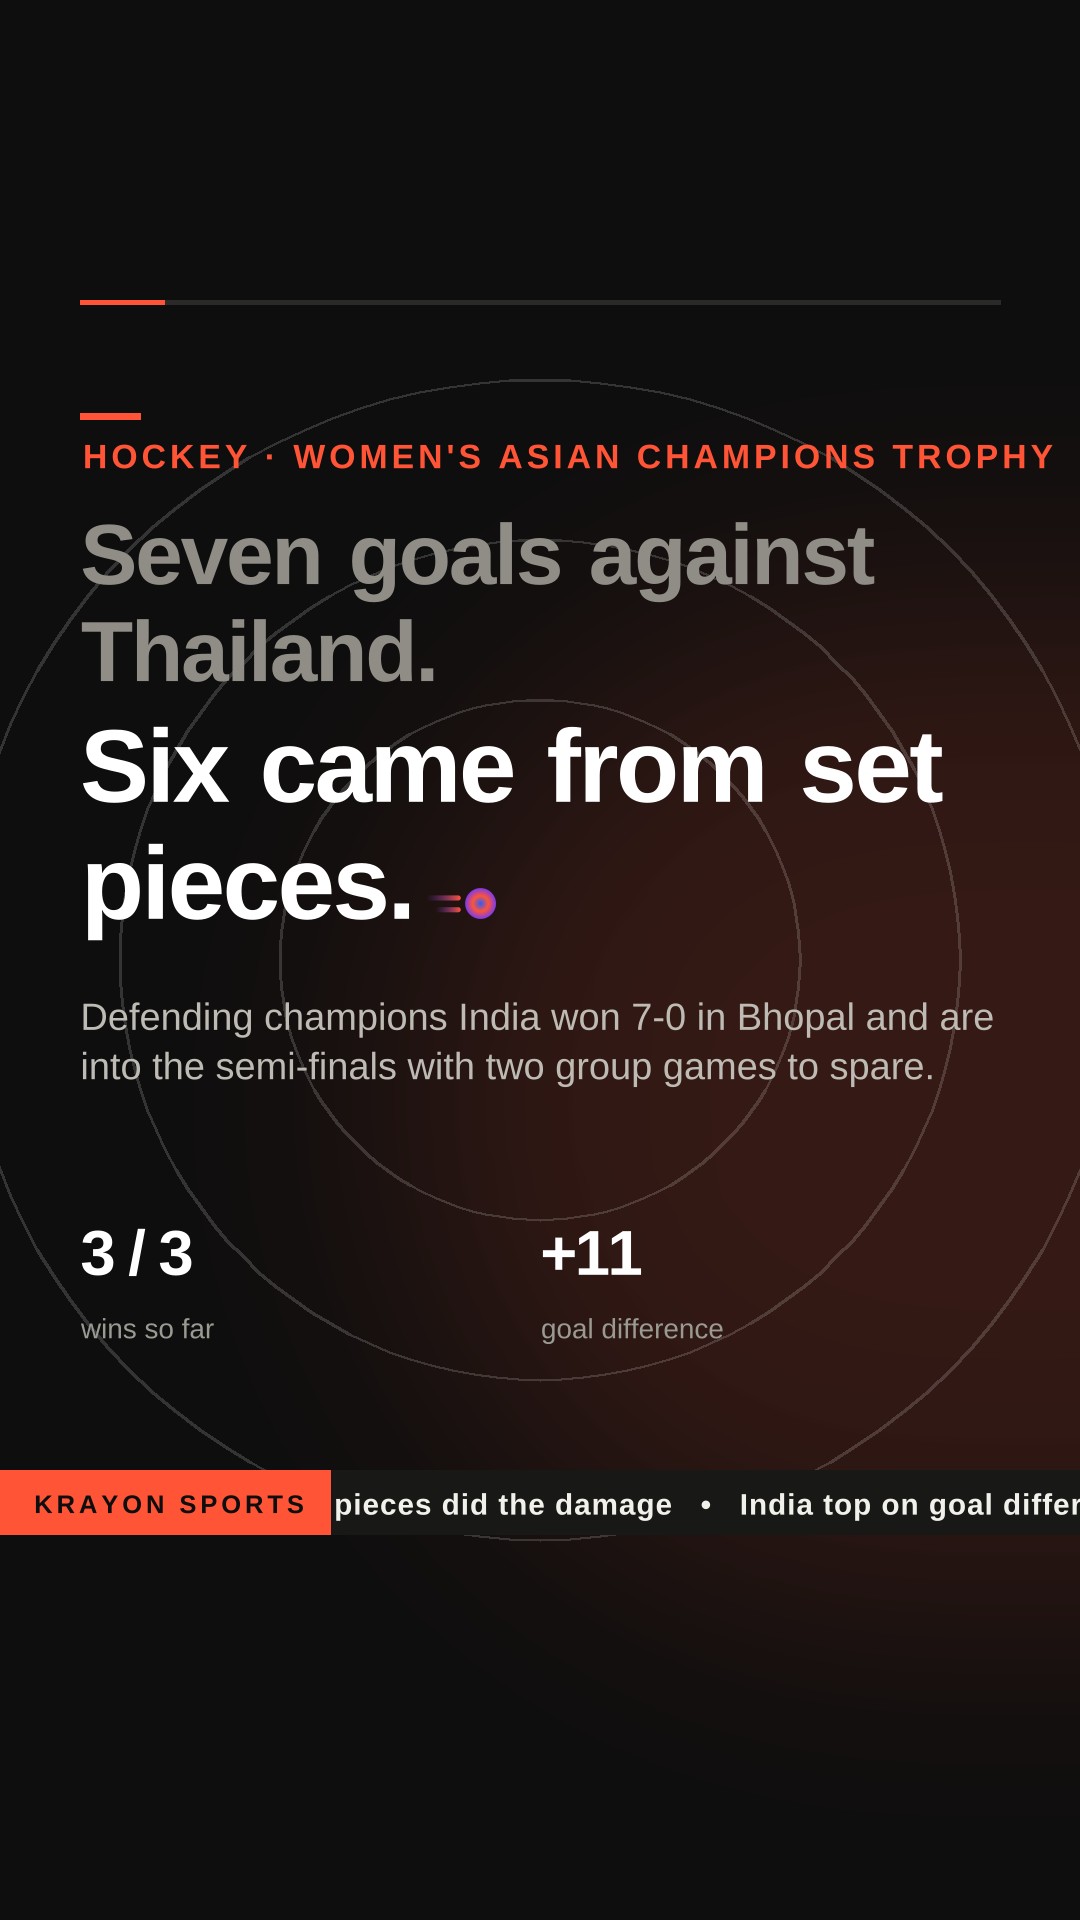 HOCKEY · WOMEN'S ASIAN CHAMPIONS TROPHY
Seven goals against
Thailand.
Six came from set
pieces.
Defending champions India won 7-0 in Bhopal and are
into the semi-finals with two group games to spare.
3 / 3
+11
wins so far
goal difference
KRAYON SPORTS pieces did the damage • India top on goal differ